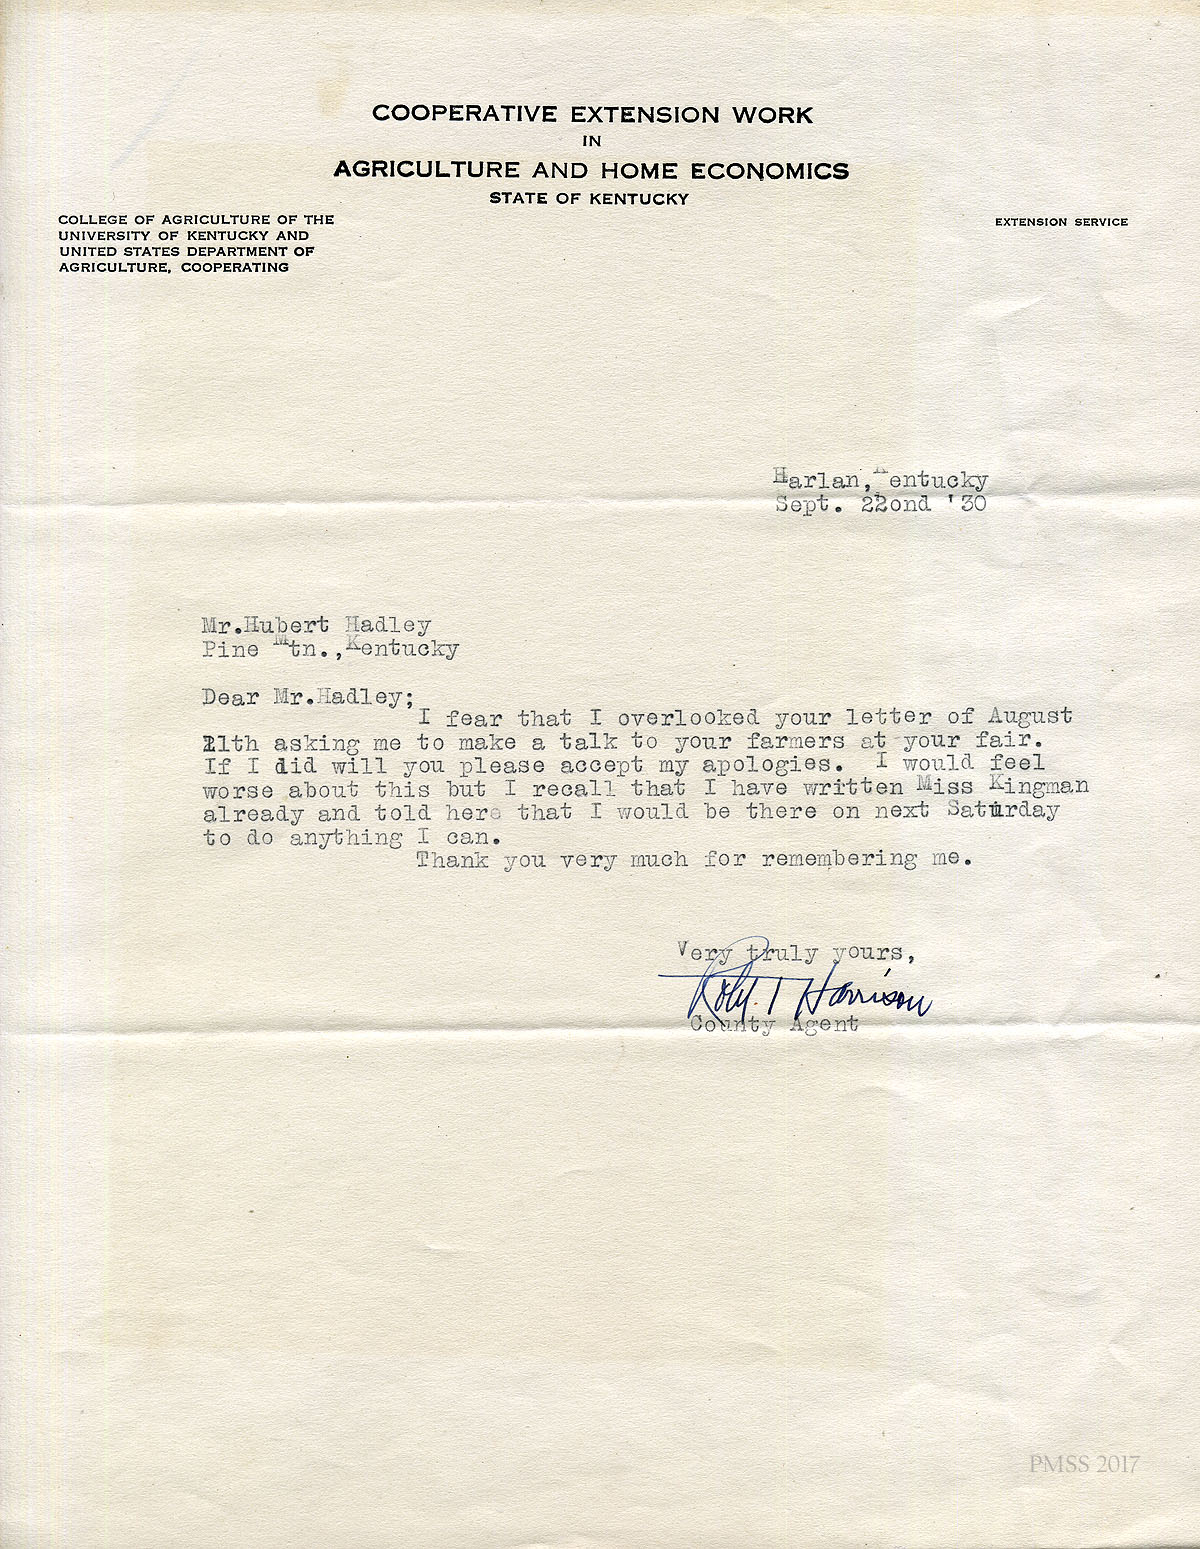 COOPERATIVE EXTENSION WORK
IN
AGRICULTURE AND HOME ECONOMICS
STATE OF KENTUCKY
COLLEGE OF AGRICULTURE OF THE
UNIVERSITY OF KENTUCKY AND
UNITED STATES DEPARTMENT OF
AGRICULTURE, COOPERATING
EXTENSION SERVICE
Harlan, Kentucky
Sept. 22ond '30
Mr.Hubert Hadley
Pine Mtn.,Kentucky
Dear Mr.Hadley;
I fear that I overlooked your letter of August
21th asking me to make a talk to your farmers at your fair.
If I did will you please accept my apologies. I would feel
worse about this but I recall that I have written Miss Kingman
already and told here that I would be there on next Saturday
to do anything I can.
Thank you very much for remembering me.
Very truly yours,
Robt. T Harrison
County Agent
PMSS 2017